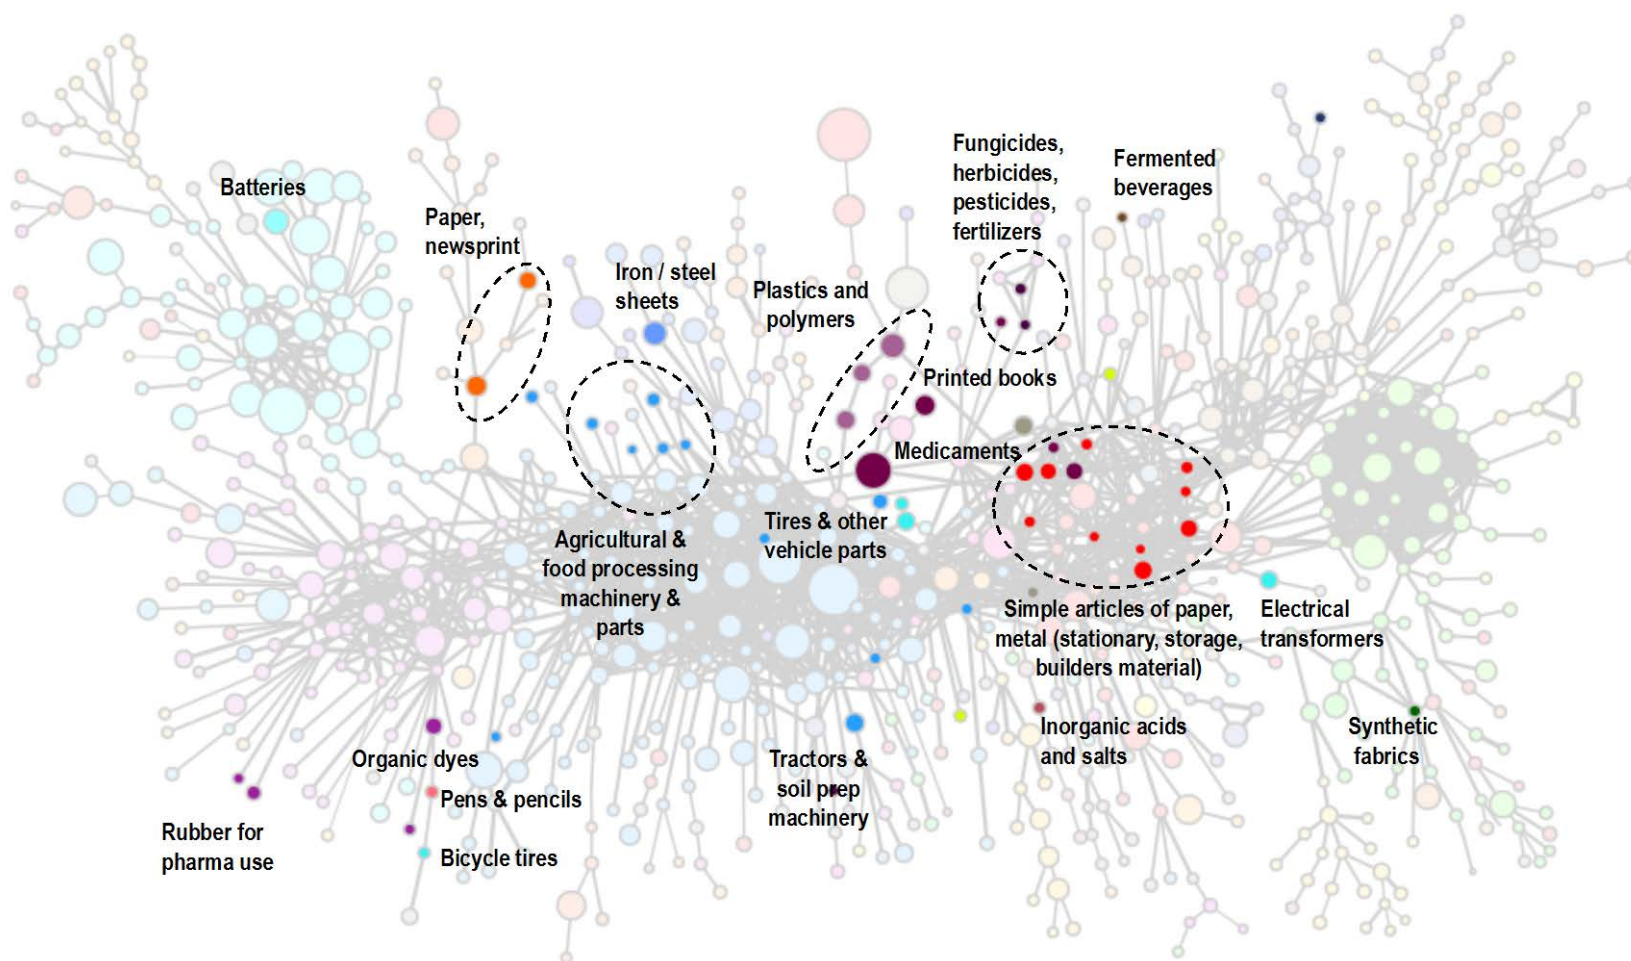 Batteries
Paper,
newsprint
Iron / steel
sheets
Plastics and
polymers
Fungicides,
herbicides,
pesticides,
fertilizers
Fermented
beverages
Printed books
Medicaments
Agricultural &
food processing
machinery &
parts
Tires & other
vehicle parts
Simple articles of paper,
metal (stationary, storage,
builders material)
Electrical
transformers
Organic dyes
Pens & pencils
Rubber for
pharma use
Bicycle tires
Tractors &
soil prep
machinery
Inorganic acids
and salts
Synthetic
fabrics